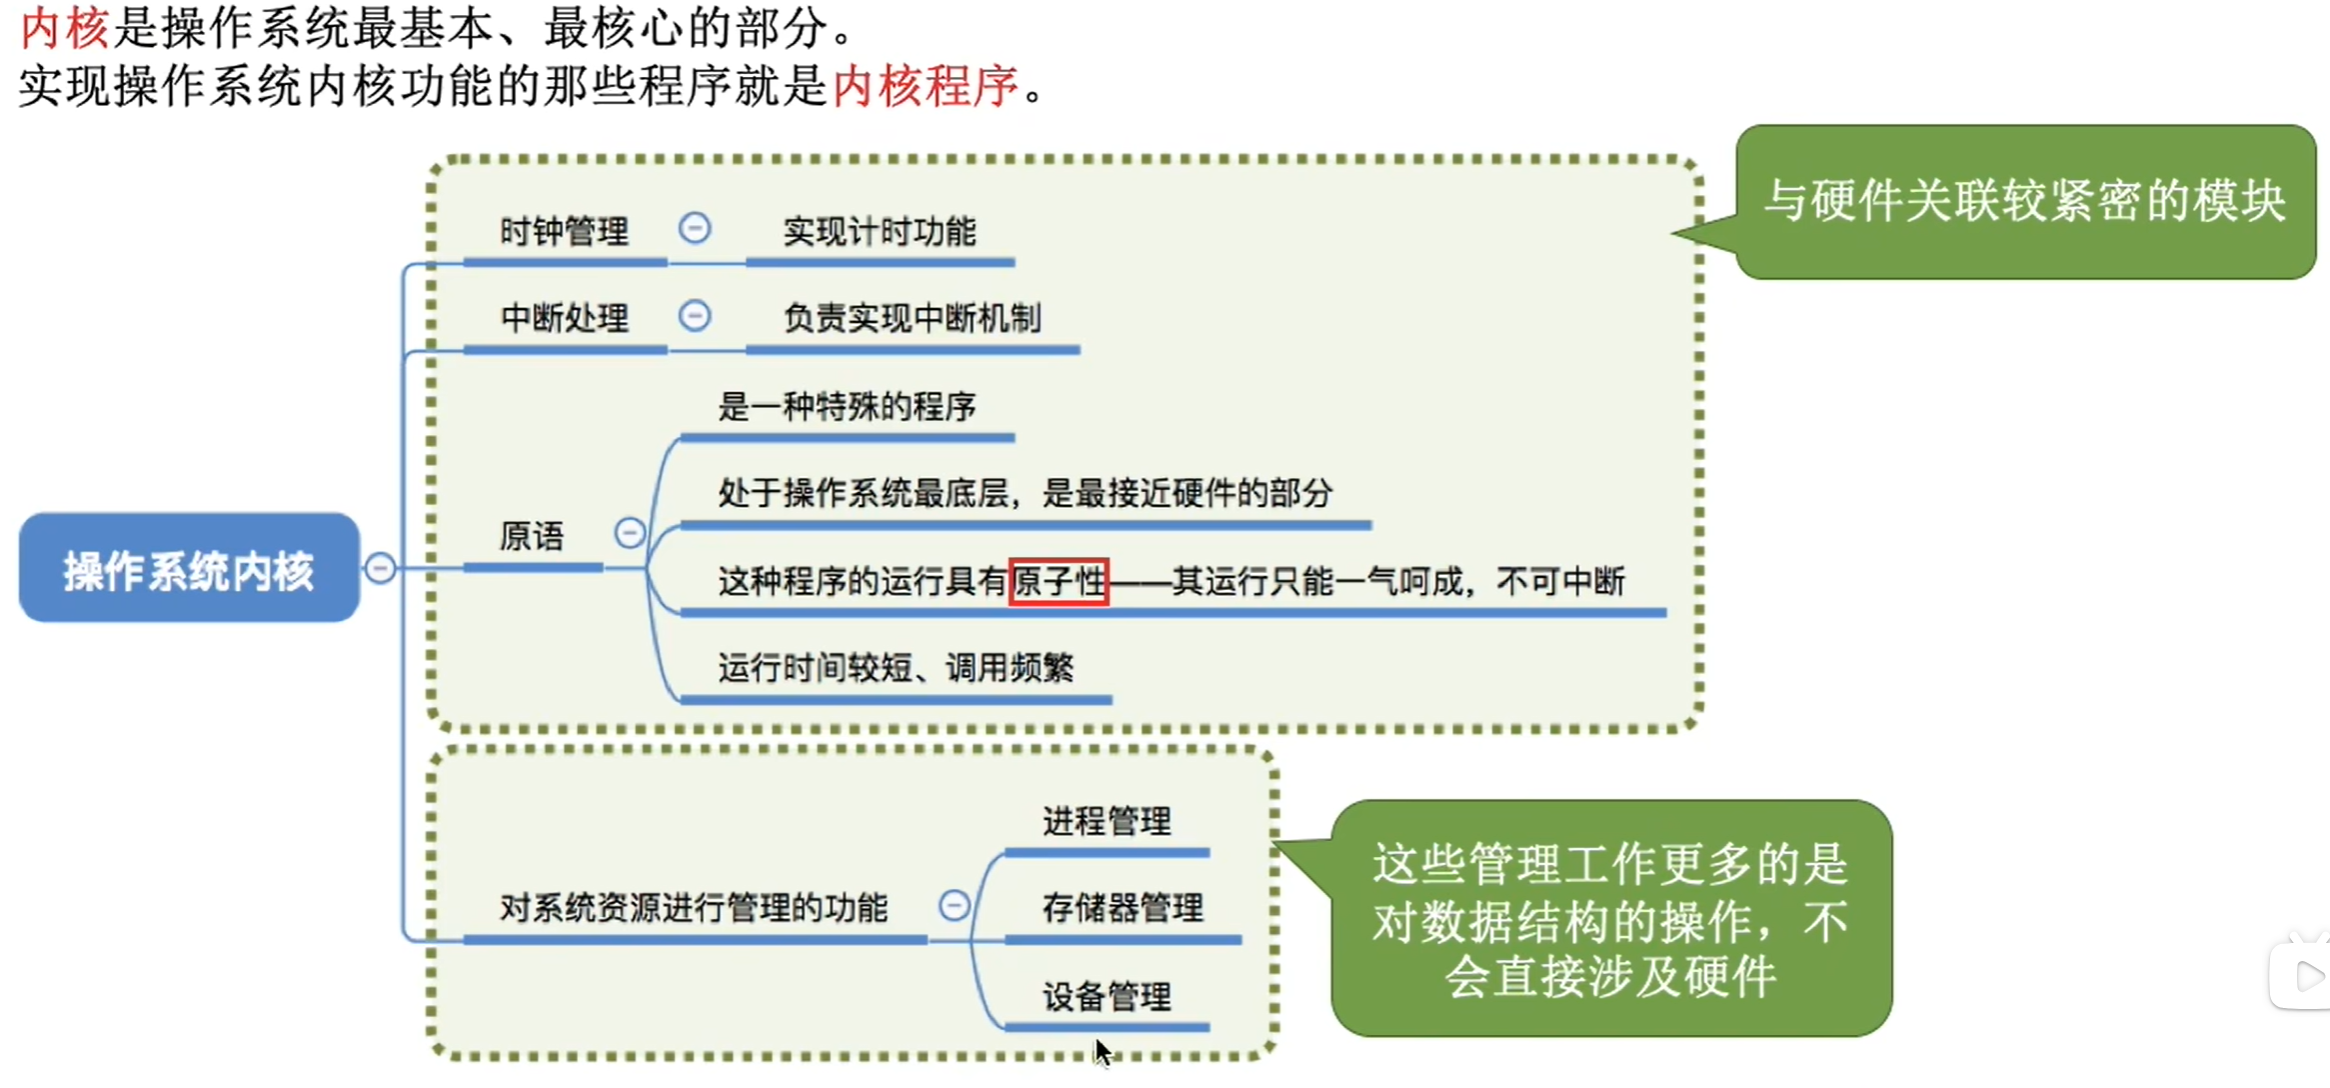 内核是操作系统最基本、最核心的部分。
实现操作系统内核功能的那些程序就是内核程序。
与硬件关联较紧密的模块
时钟管理
实现计时功能
中断处理
负责实现中断机制
是一种特殊的程序
处于操作系统最底层，是最接近硬件的部分
原语
操作系统内核
这种程序的运行具有原子性——其运行只能一气呵成，不可中断
运行时间较短、调用频繁
进程管理
对系统资源进行管理的功能
存储器管理
设备管理
这些管理工作更多的是
对数据结构的操作，不
会直接涉及硬件